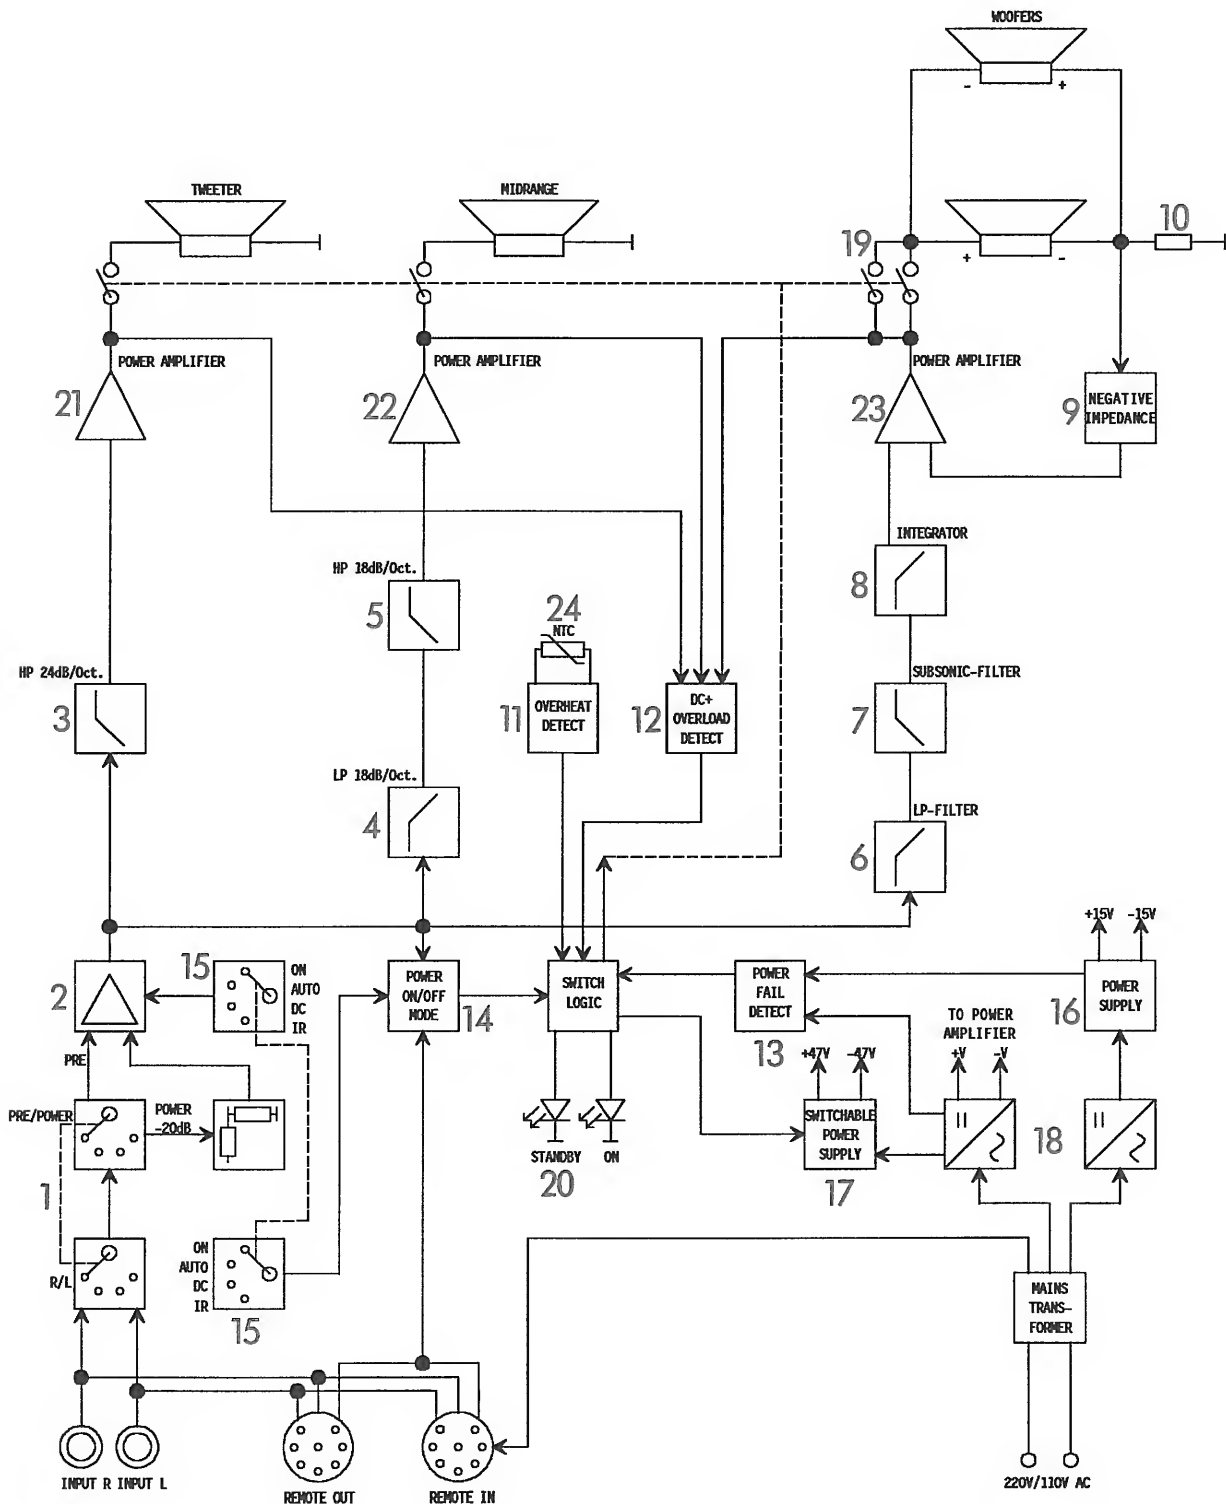 WOOFERS
-
+
TWEETER
MIDRANGE
19
10
+
-
POWER AMPLIFIER
POWER AMPLIFIER
POWER AMPLIFIER
21
22
23
9
NEGATIVE
IMPEDANCE
INTEGRATOR
HP 18dB/Oct.
5
24
NTC
8
HP 24dB/Oct.
3
11
OVERHEAT
DETECT
12
DC+
OVERLOAD
DETECT
SUBSONIC-FILTER
7
LP 18dB/Oct.
4
LP-FILTER
6
+15V
-15V
2
15
ON
AUTO
DC
IR
POWER
ON/OFF
MODE
14
SWITCH
LOGIC
POWER
FAIL
DETECT
13
16
POWER
SUPPLY
TO POWER
AMPLIFIER
+47V
-47V
+V
-V
PRE
PRE/POWER
POWER
-20dB
STANDBY
ON
20
SWITCHABLE
POWER
SUPPLY
17
18
1
R/L
ON
AUTO
DC
IR
15
MAINS
TRANS-
FORMER
INPUT R
INPUT L
REMOTE OUT
REMOTE IN
220V/110V AC